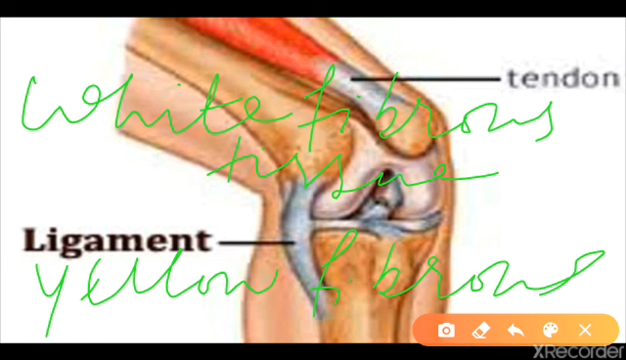 tendon
White fibrous
tissue
Ligament
Yellow fibrous
XRecorder